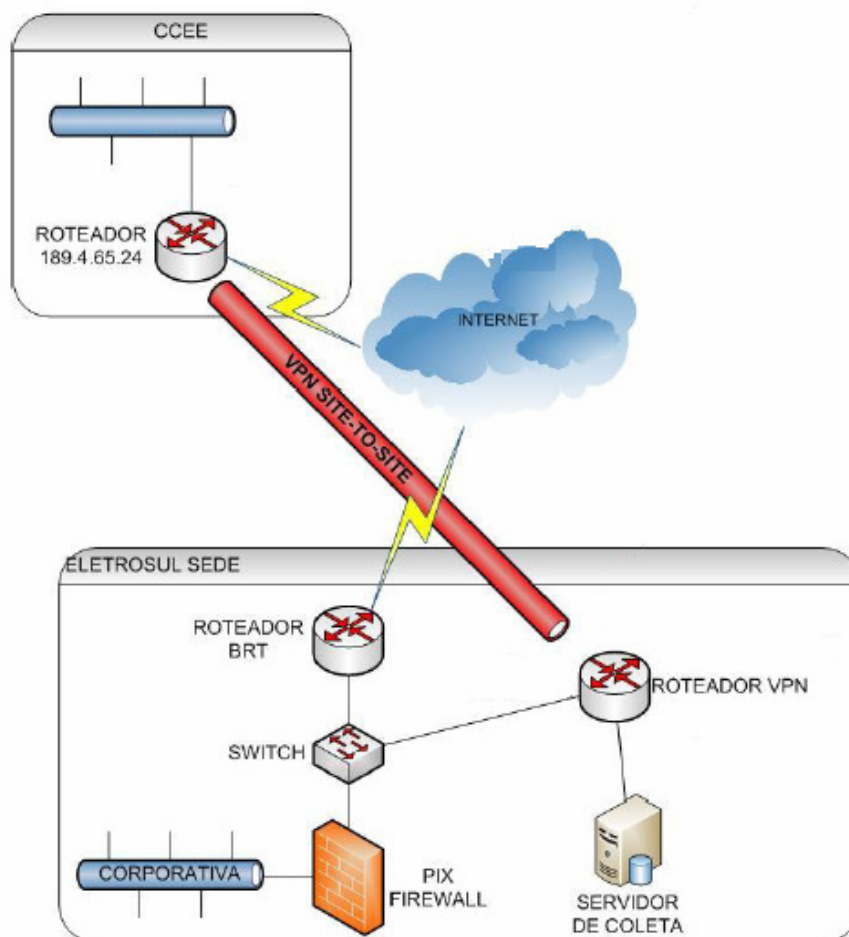 CCEE
ROTEADOR
189.4.65.24
INTERNET
VPN SITE-TO-SITE
ELETROSUL SEDE
ROTEADOR
BRT
ROTEADOR VPN
SWITCH
CORPORATIVA
PIX
FIREWALL
SERVIDOR
DE COLETA